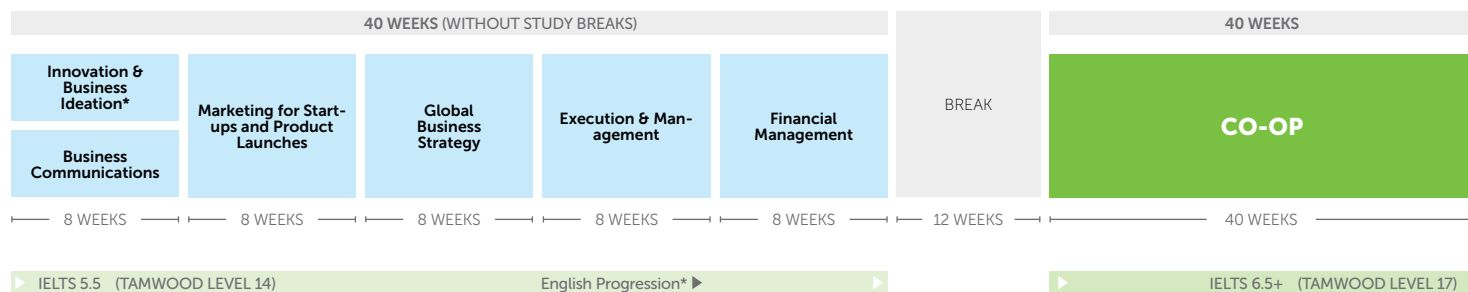 40 WEEKS (WITHOUT STUDY BREAKS)
40 WEEKS
Innovation &
Business
Ideation*
Business
Communications
Marketing for Start-
ups and Product
Launches
Global
Business
Strategy
Execution & Man-
agement
Financial
Management
BREAK
CO-OP
8 WEEKS
8 WEEKS
8 WEEKS
8 WEEKS
8 WEEKS
12 WEEKS
40 WEEKS
IELTS 5.5 (TAMWOOD LEVEL 14)
English Progression*
IELTS 6.5+ (TAMWOOD LEVEL 17)